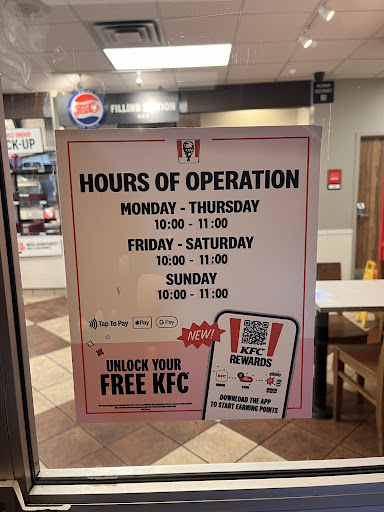 FILLING STATION
CK-UP
KFC
HOURS OF OPERATION
MONDAY - THURSDAY
10:00 - 11:00
FRIDAY - SATURDAY
10:00 - 11:00
SUNDAY
10:00 - 11:00
Tap To Pay
Pay
G Pay
NEW!
UNLOCK YOUR
FREE KFC
KFC
REWARDS
DOWNLOAD THE APP
TO START EARNING POINTS